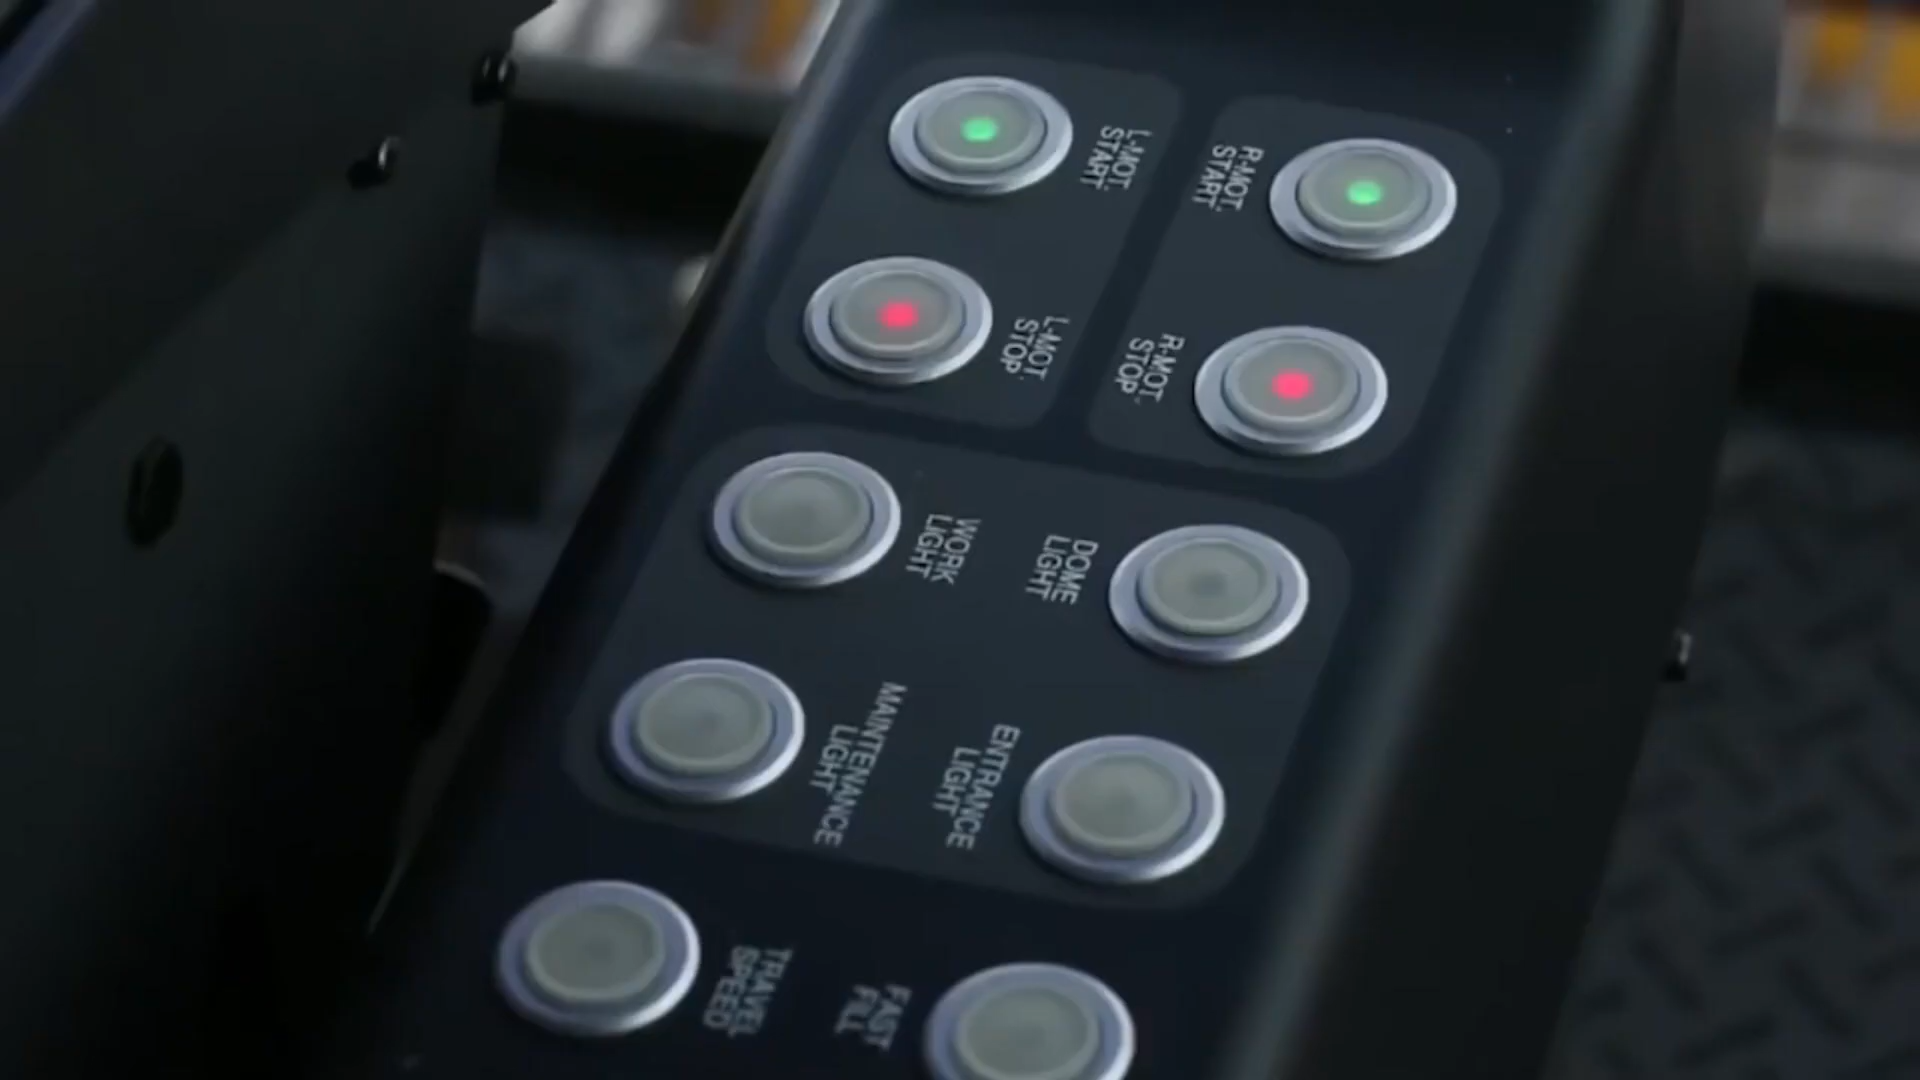 L-MOT.
START
R-MOT.
START
L-MOT.
STOP
R-MOT.
STOP
WORK
LIGHT
DOME
LIGHT
MAINTENANCE
LIGHT
ENTRANCE
LIGHT
TRAVEL
SPEED
FAST
FILL